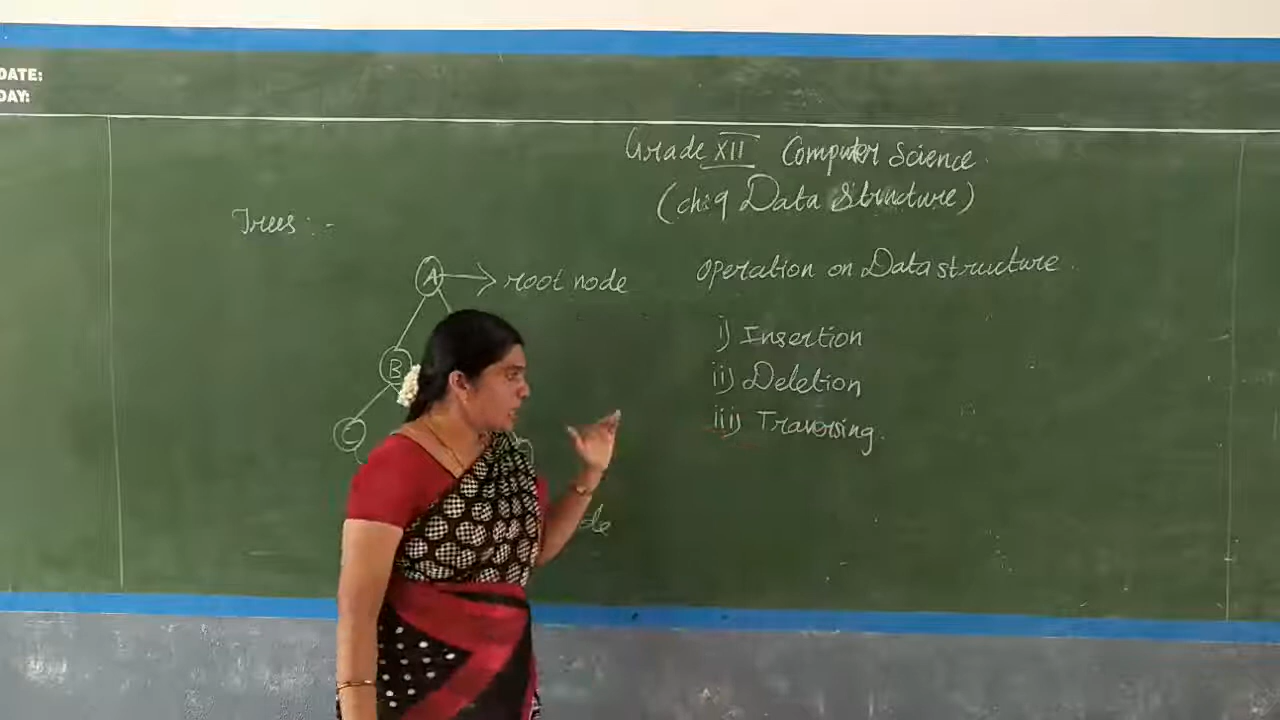 DATE:
DAY:
Grade XII Computer Science
(ch:9 Data Structure)
Trees:-
A → root node
B
C
Operation on Data structure.
i) Insertion
ii) Deletion
iii) Traversing.